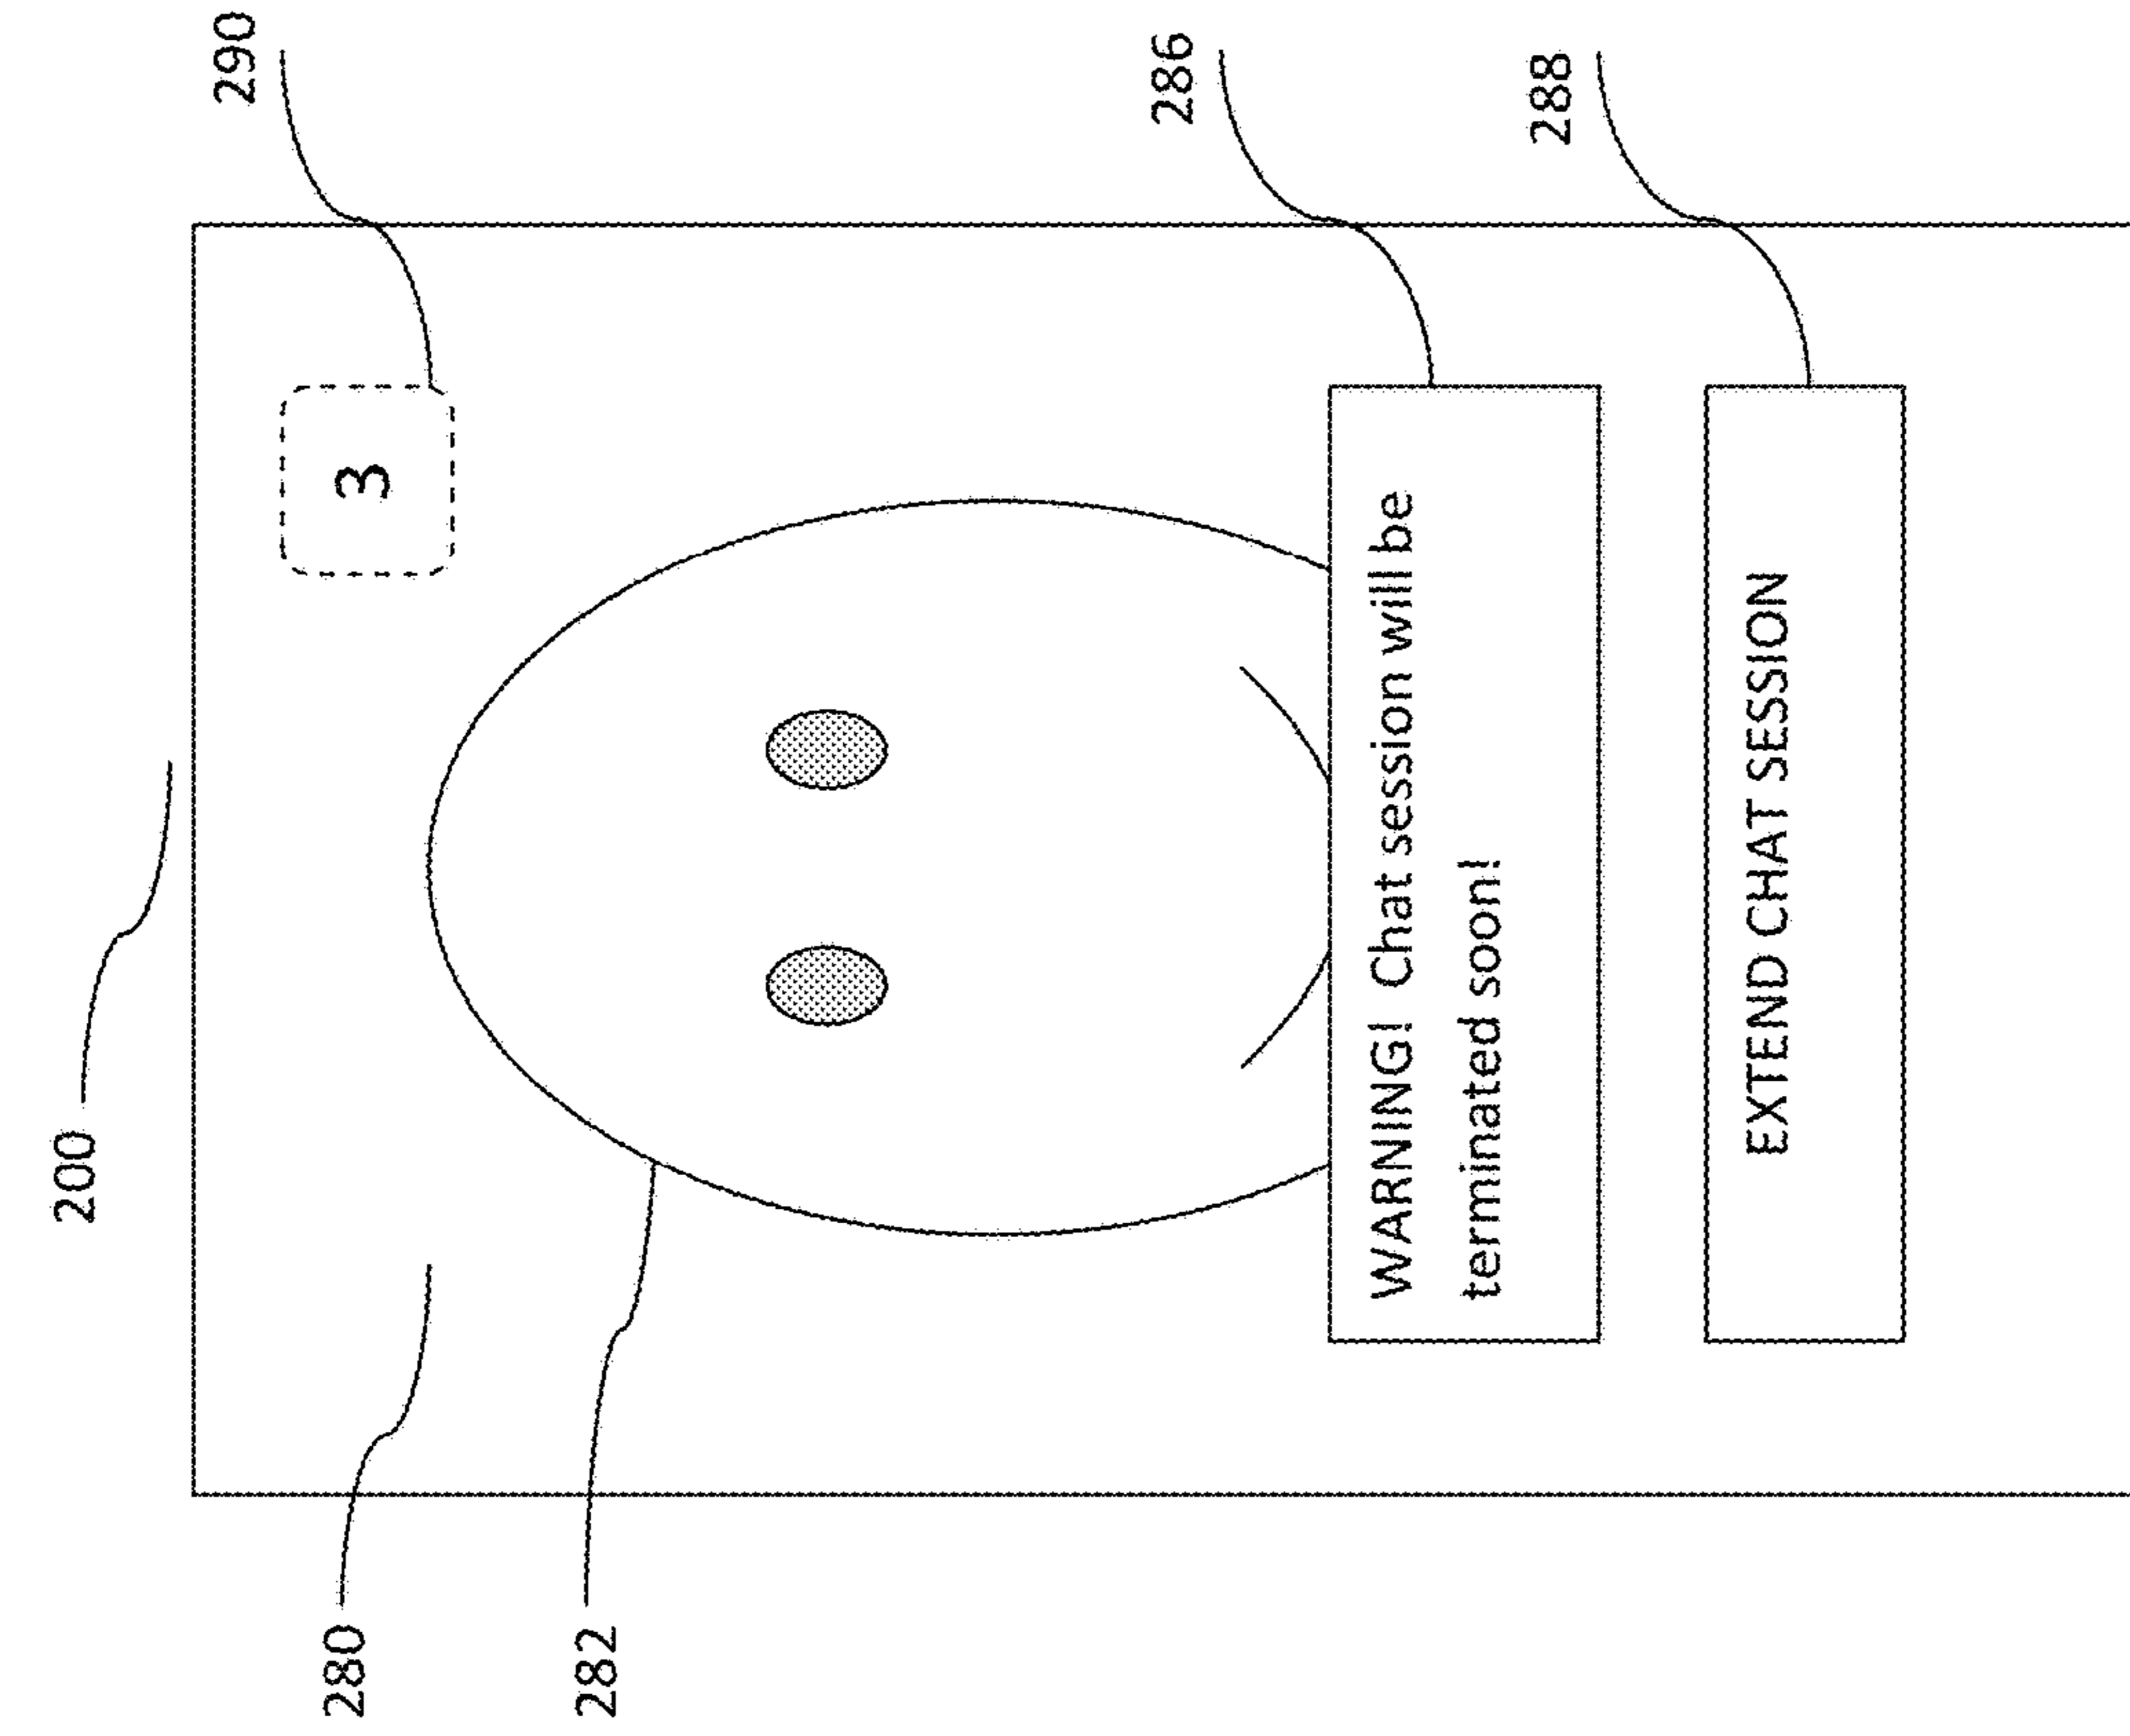 200
290
3
280
282
286
WARNING! Chat session will be
terminated soon!
288
EXTEND CHAT SESSION